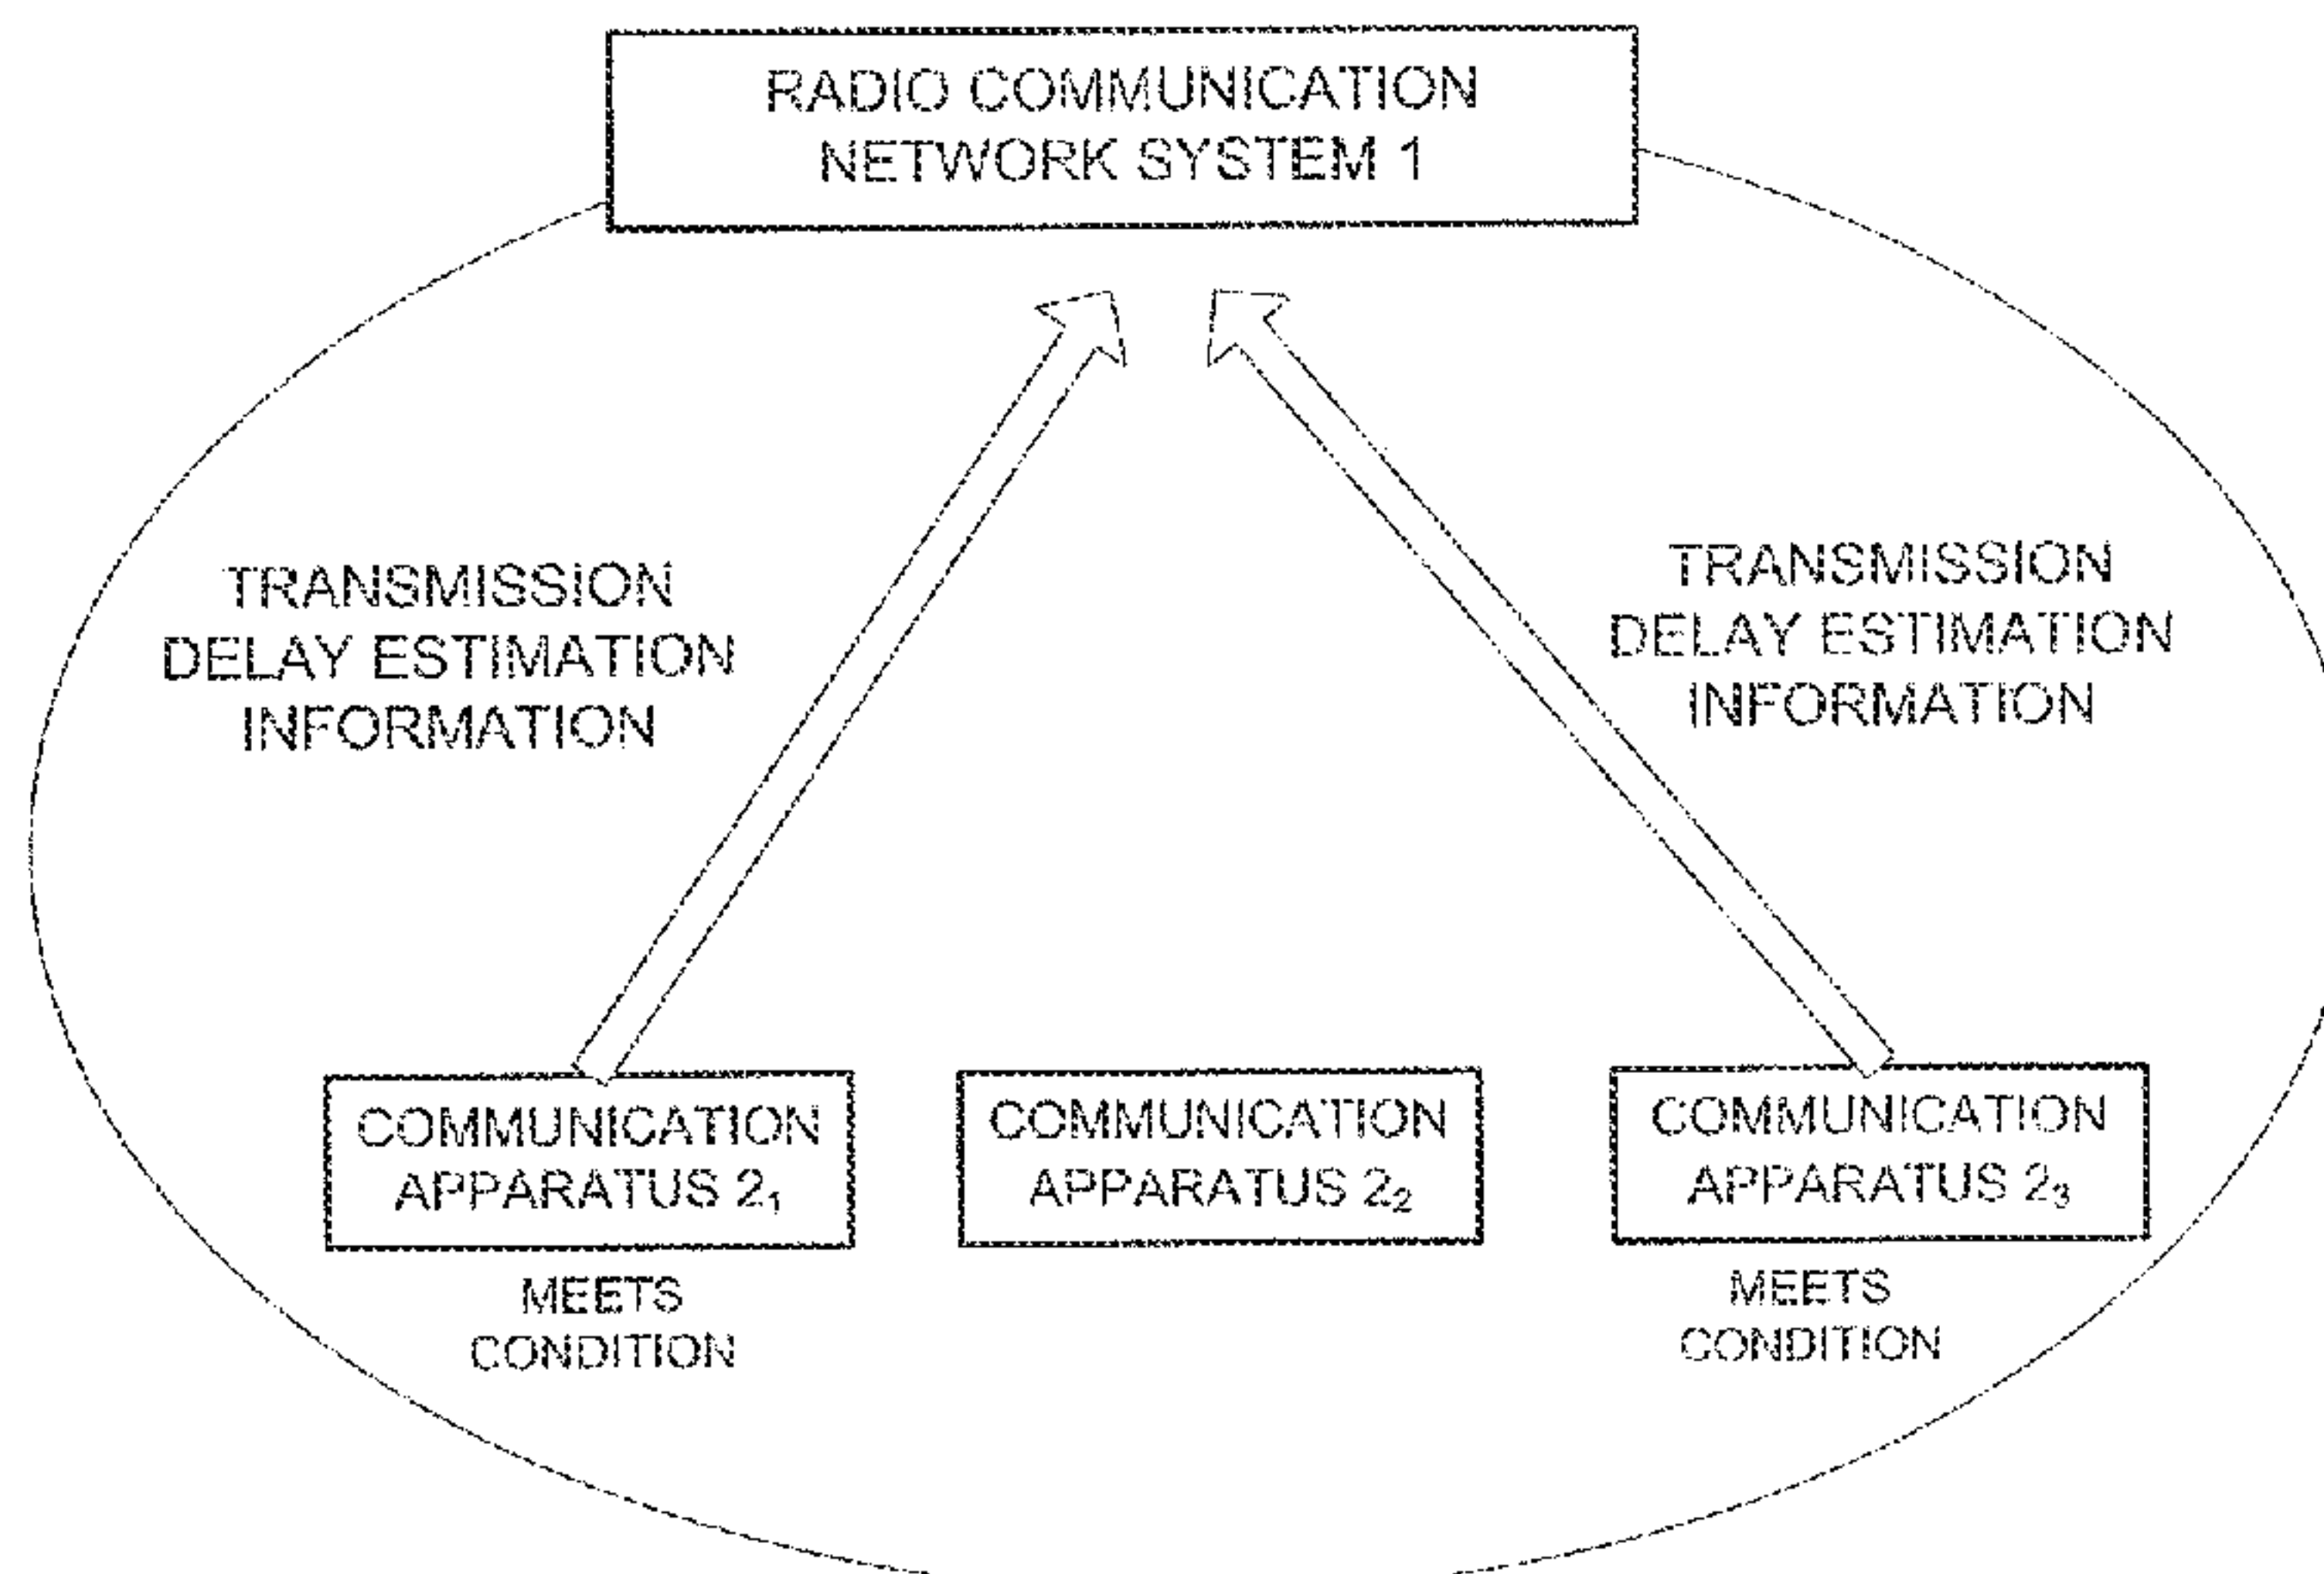 RADIO COMMUNICATION
NETWORK SYSTEM 1
TRANSMISSION
DELAY ESTIMATION
INFORMATION
TRANSMISSION
DELAY ESTIMATION
INFORMATION
COMMUNICATION
APPARATUS 2₁
COMMUNICATION
APPARATUS 2₂
COMMUNICATION
APPARATUS 2₃
MEETS
CONDITION
MEETS
CONDITION